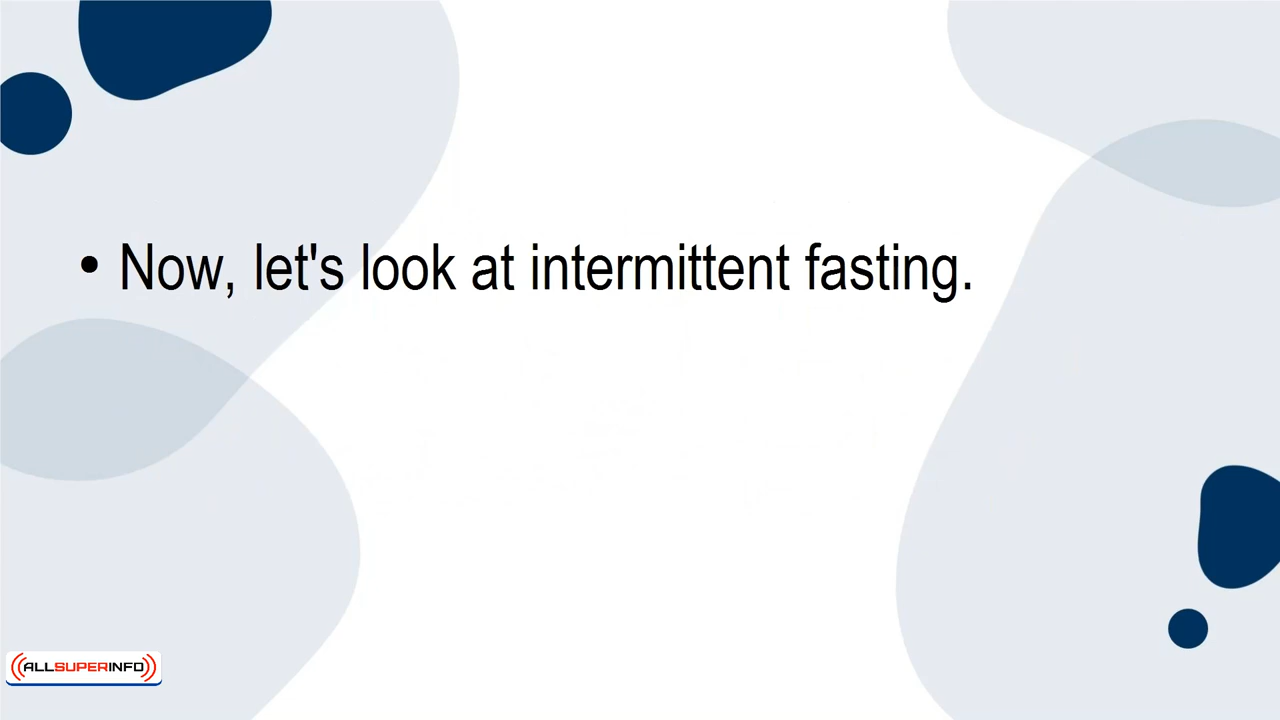 • Now, let's look at intermittent fasting.
ALLSUPERINFO